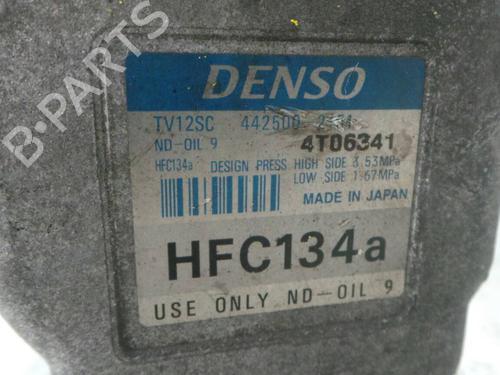 B-PARTS
DENSO
TV12SC 442500
ND-OIL 9 4T06341
HFC134a DESIGN PRESS HIGH SIDE 3.53MPa
LOW SIDE 1.67MPa
MADE IN JAPAN
HFC134a
USE ONLY ND-OIL 9